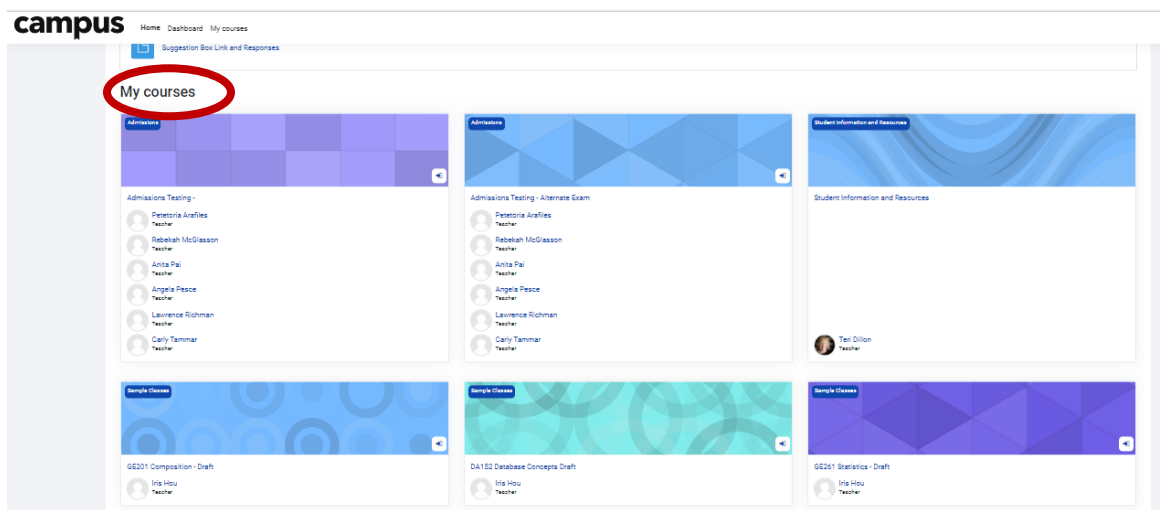 campus
Home Dashboard My courses
Suggestion Box Link and Responses
My courses
Admissions
Admissions Testing -
Petetoria Arafiles
Teacher
Rebekah McGlasson
Teacher
Anita Pai
Teacher
Angela Pesce
Teacher
Lawrence Richman
Teacher
Carly Tammar
Teacher
Admissions
Admissions Testing - Alternate Exam
Petetoria Arafiles
Teacher
Rebekah McGlasson
Teacher
Anita Pai
Teacher
Angela Pesce
Teacher
Lawrence Richman
Teacher
Carly Tammar
Teacher
Student Information and Resources
Student Information and Resources
Teri Dillon
Teacher
Sample Classes
GE201 Composition - Draft
Iris Hou
Teacher
Sample Classes
DA152 Database Concepts Draft
Iris Hou
Teacher
Sample Classes
GE261 Statistics - Draft
Iris Hou
Teacher